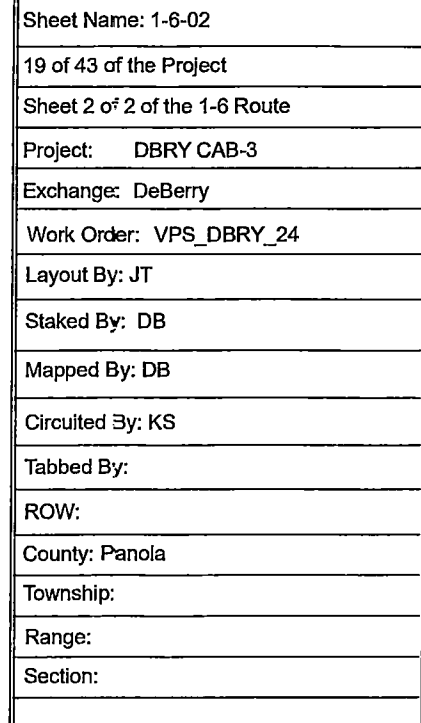 Sheet Name: 1-6-02
19 of 43 of the Project
Sheet 2 of 2 of the 1-6 Route
Project: DBRY CAB-3
Exchange: DeBerry
Work Order: VPS_DBRY_24
Layout By: JT
Staked By: DB
Mapped By: DB
Circuited By: KS
Tabbed By:
ROW:
County: Panola
Township:
Range:
Section: